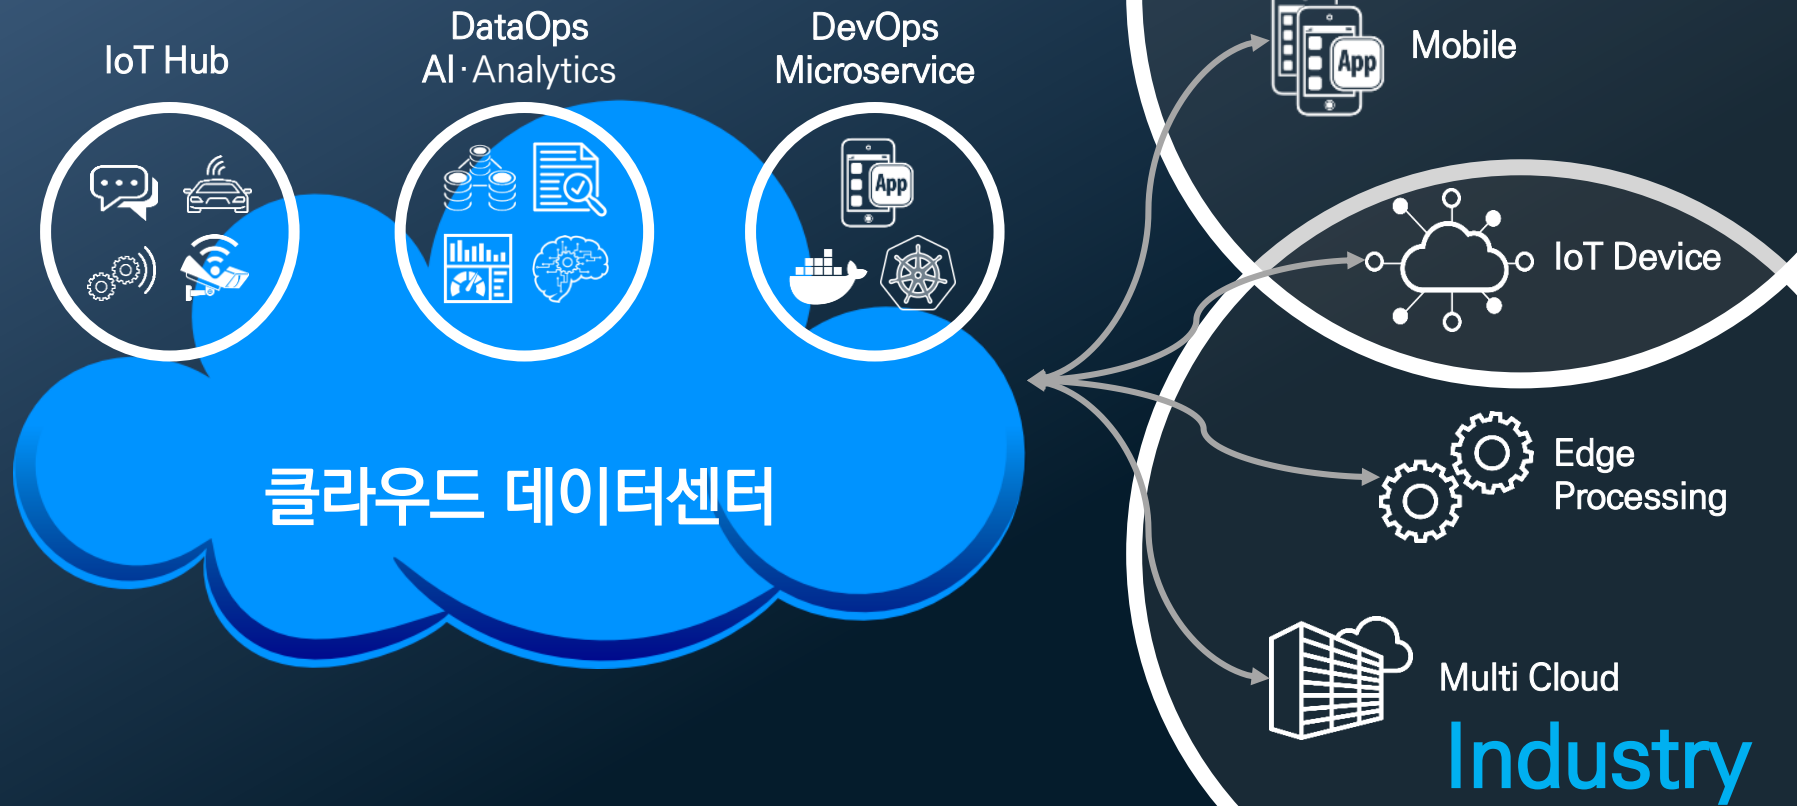 IoT Hub
DataOps
AI·Analytics
DevOps
Microservice
App
클라우드 데이터센터
App
Mobile
IoT Device
Edge
Processing
Multi Cloud
Industry